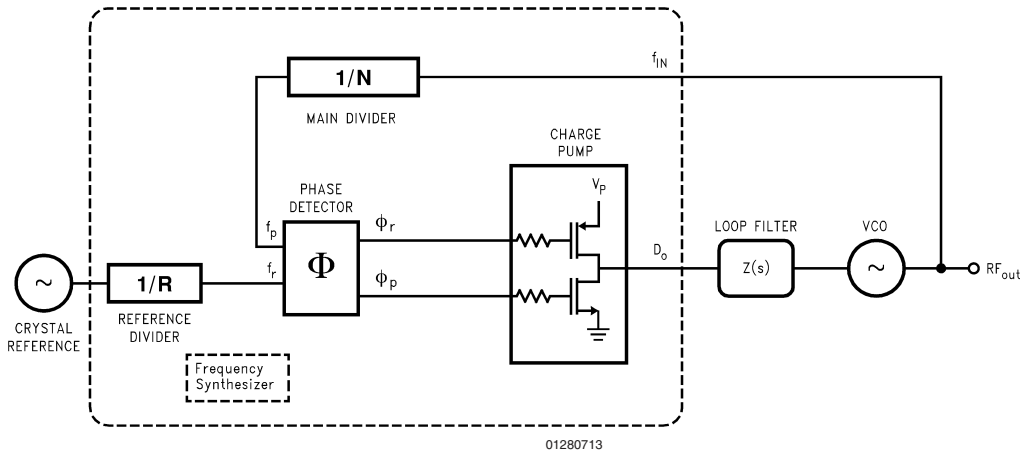 f_IN
1/N
MAIN DIVIDER
CHARGE
PUMP
V_P
PHASE
DETECTOR
f_p
ϕ_r
f_r
Φ
ϕ_p
D_o
LOOP FILTER
Z(s)
VCO
~
RF_out
~
1/R
CRYSTAL
REFERENCE
REFERENCE
DIVIDER
Frequency
Synthesizer
01280713